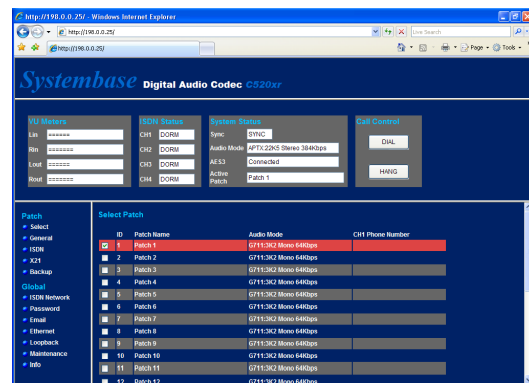 http://198.0.0.25/ - Windows Internet Explorer
http://198.0.0.25/
Live Search
http://198.0.0.25/
Page
Tools
Systembase Digital Audio Codec C520xr
VU Meters
Lin ======
Rin =======
Lout =======
Rout =======
ISDN Status
CH1 DORM
CH2 DORM
CH3 DORM
CH4 DORM
System Status
Sync SYNC
Audio Mode APTX:22K5 Stereo 384Kbps
AES3 Connected
Active Patch Patch 1
Call Control
DIAL
HANG
Patch
Select
General
ISDN
X21
Backup
Global
ISDN Network
Password
Email
Ethernet
Loopback
Maintenance
Info
Select Patch
ID Patch Name Audio Mode CH1 Phone Number
1 Patch 1 G711:3K2 Mono 64Kbps
2 Patch 2 G711:3K2 Mono 64Kbps
3 Patch 3 G711:3K2 Mono 64Kbps
4 Patch 4 G711:3K2 Mono 64Kbps
5 Patch 5 G711:3K2 Mono 64Kbps
6 Patch 6 G711:3K2 Mono 64Kbps
7 Patch 7 G711:3K2 Mono 64Kbps
8 Patch 8 G711:3K2 Mono 64Kbps
9 Patch 9 G711:3K2 Mono 64Kbps
10 Patch 10 G711:3K2 Mono 64Kbps
11 Patch 11 G711:3K2 Mono 64Kbps
12 Patch 12 G711:3K2 Mono 64Kbps